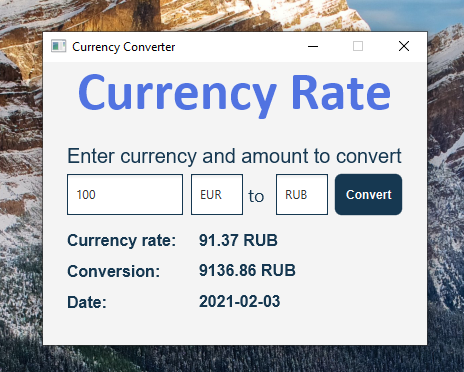 Currency Converter
Currency Rate
Enter currency and amount to convert
100 EUR to RUB Convert
Currency rate: 91.37 RUB
Conversion: 9136.86 RUB
Date: 2021-02-03